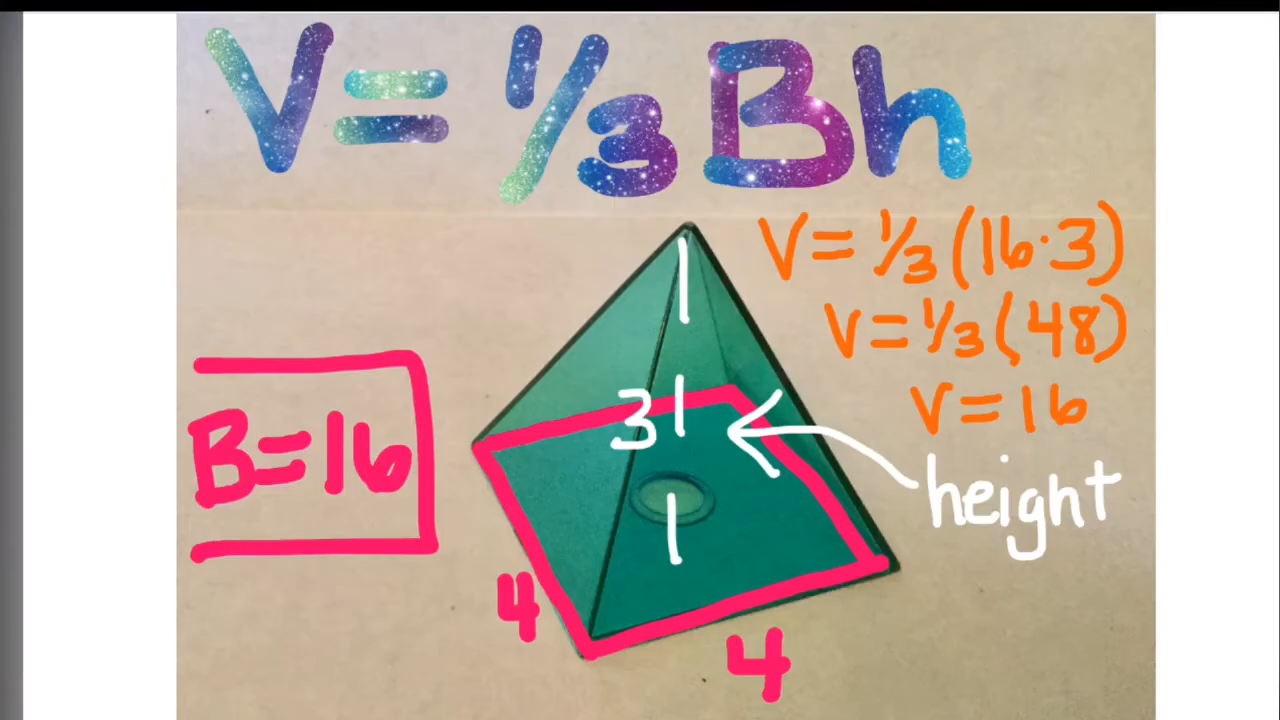 V=1/3Bh
V=1/3(16·3)
V=1/3(48)
V=16
B=16
3
height
4
4